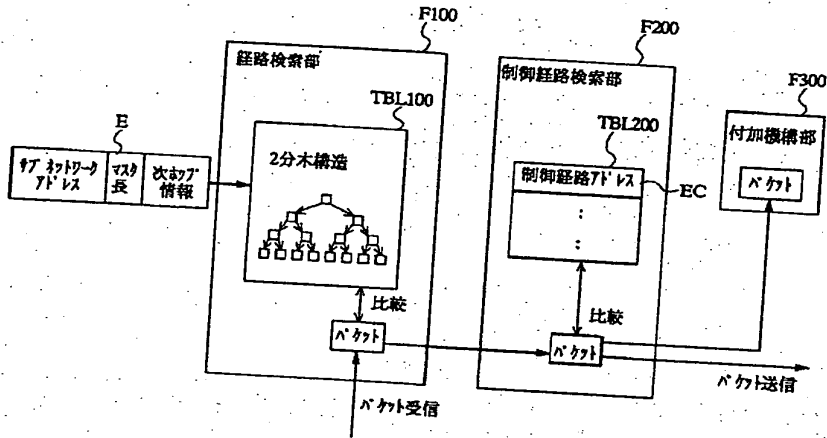 F100
経路検索部
TBL100
2分木構造
E
サブネットワーク
アドレス
マスク
長
次ホップ
情報
比較
パケット
パケット受信
F200
制御経路検索部
TBL200
制御経路アドレス
EC
:
:
比較
パケット
パケット送信
F300
付加機構部
パケット